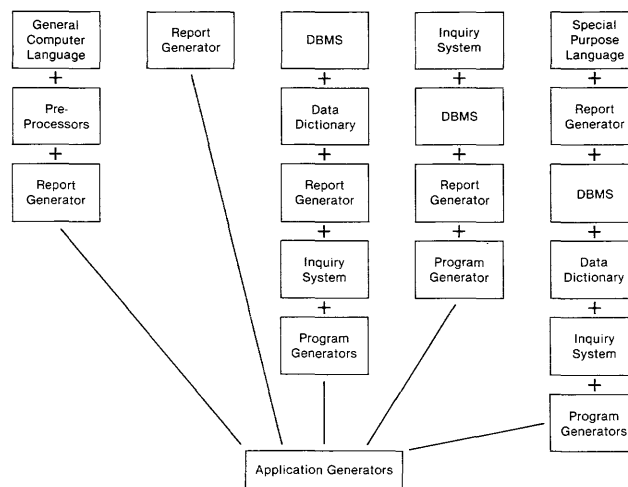 General
Computer
Language
+
Pre-
Processors
+
Report
Generator
Report
Generator
DBMS
+
Data
Dictionary
+
Report
Generator
+
Inquiry
System
+
Program
Generators
Inquiry
System
+
DBMS
+
Report
Generator
+
Program
Generator
Special
Purpose
Language
+
Report
Generator
+
DBMS
+
Data
Dictionary
+
Inquiry
System
+
Program
Generators
Application Generators